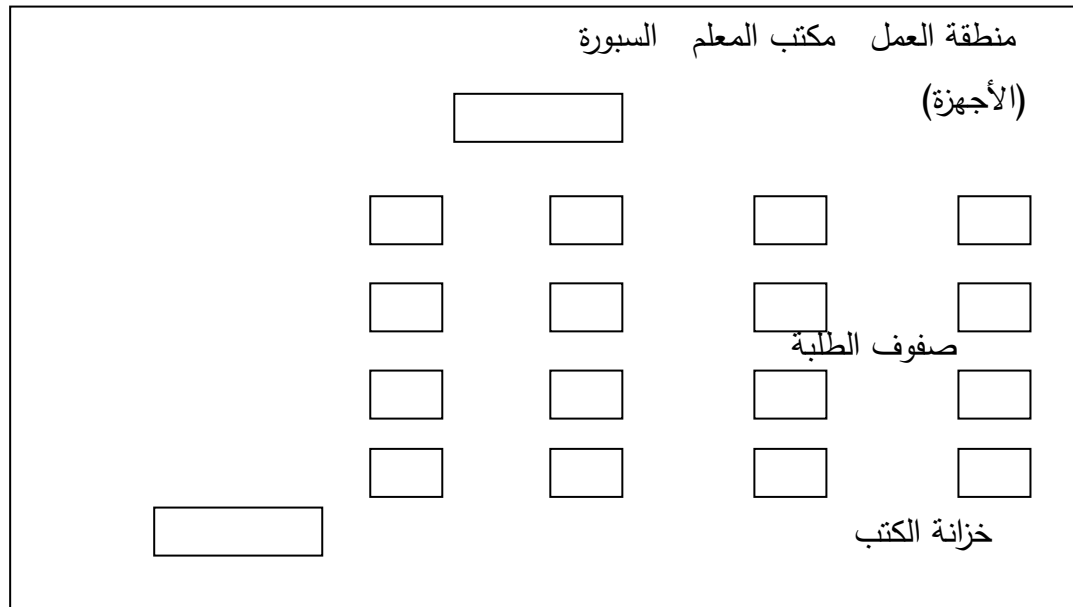 منطقة العمل مكتب المعلم السبورة
(الأجهزة)
صفوف الطلبة
خزانة الكتب